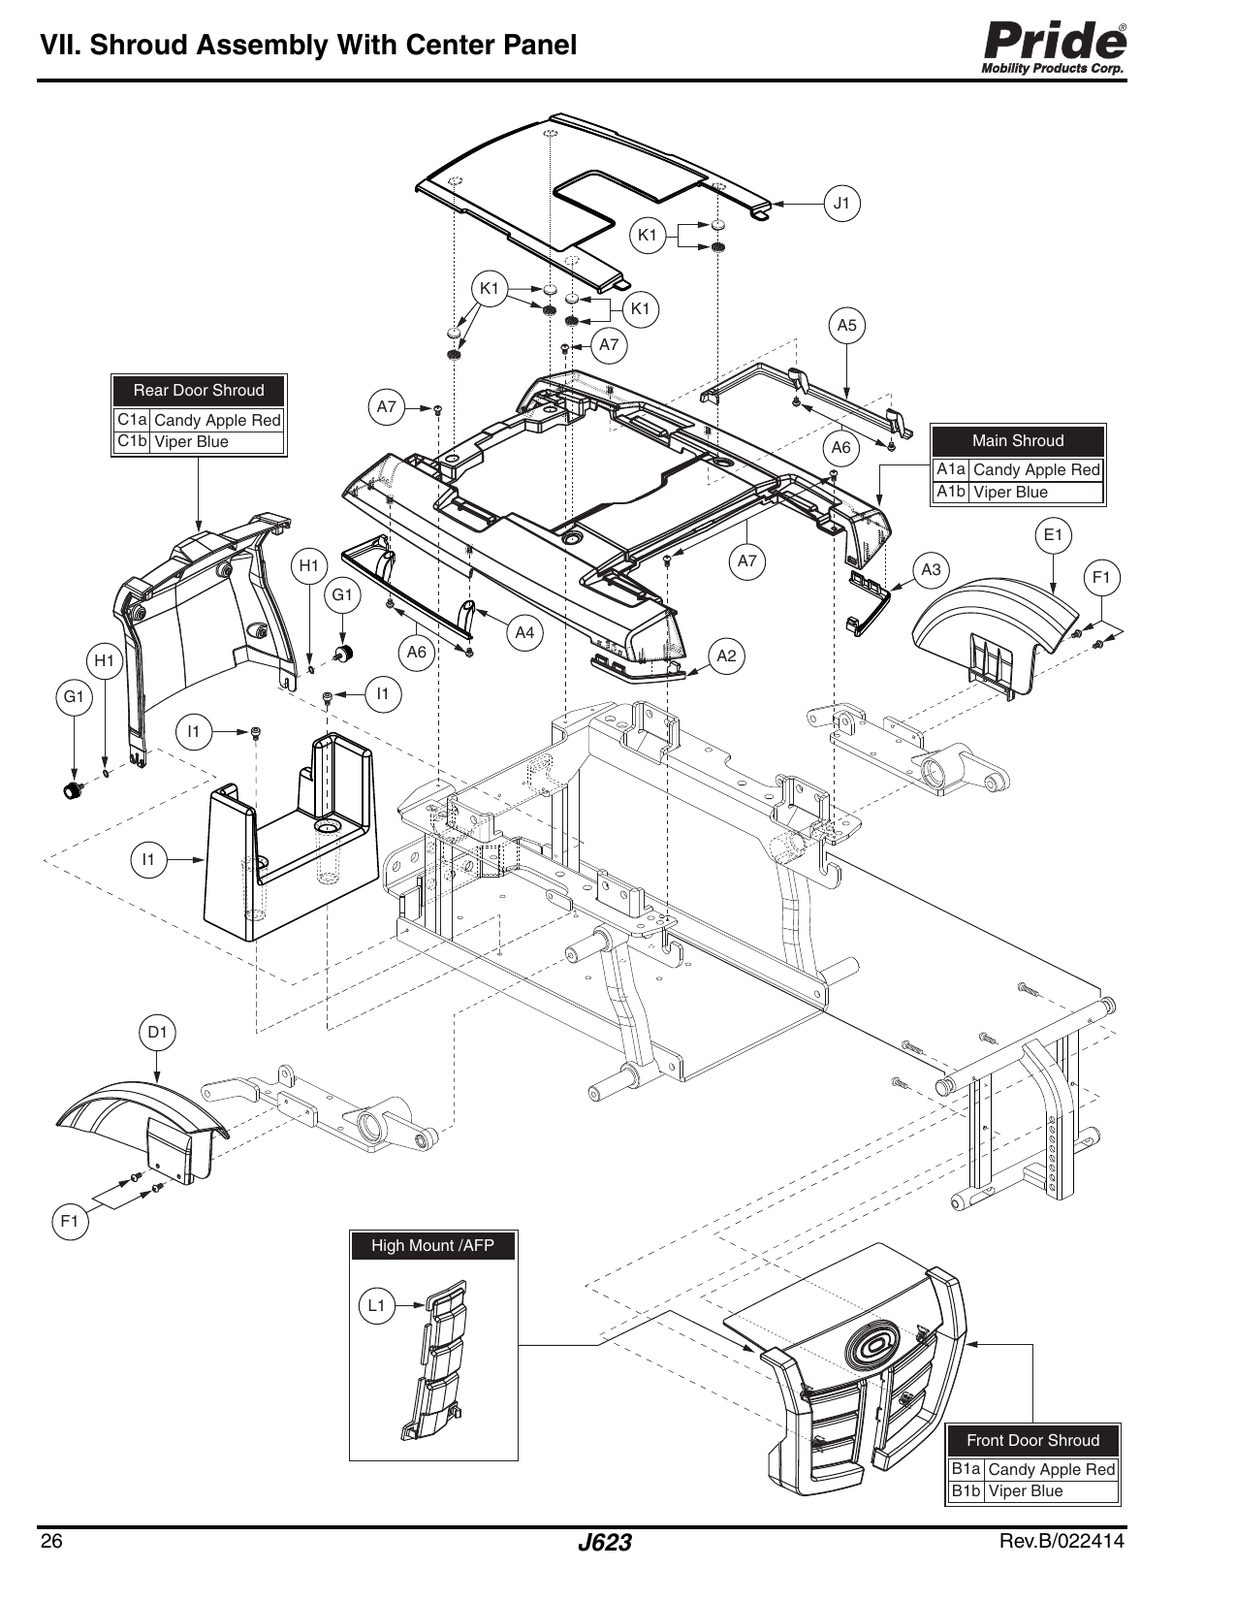 VII. Shroud Assembly With Center Panel
Pride®
Mobility Products Corp.
J1
K1
K1
K1
A7
A5
A7
A6
Rear Door Shroud
C1a Candy Apple Red
C1b Viper Blue
Main Shroud
A1a Candy Apple Red
A1b Viper Blue
E1
A7
A3
F1
H1
G1
A4
A6
A2
H1
G1
I1
I1
I1
D1
F1
High Mount /AFP
L1
Front Door Shroud
B1a Candy Apple Red
B1b Viper Blue
26
J623
Rev.B/022414